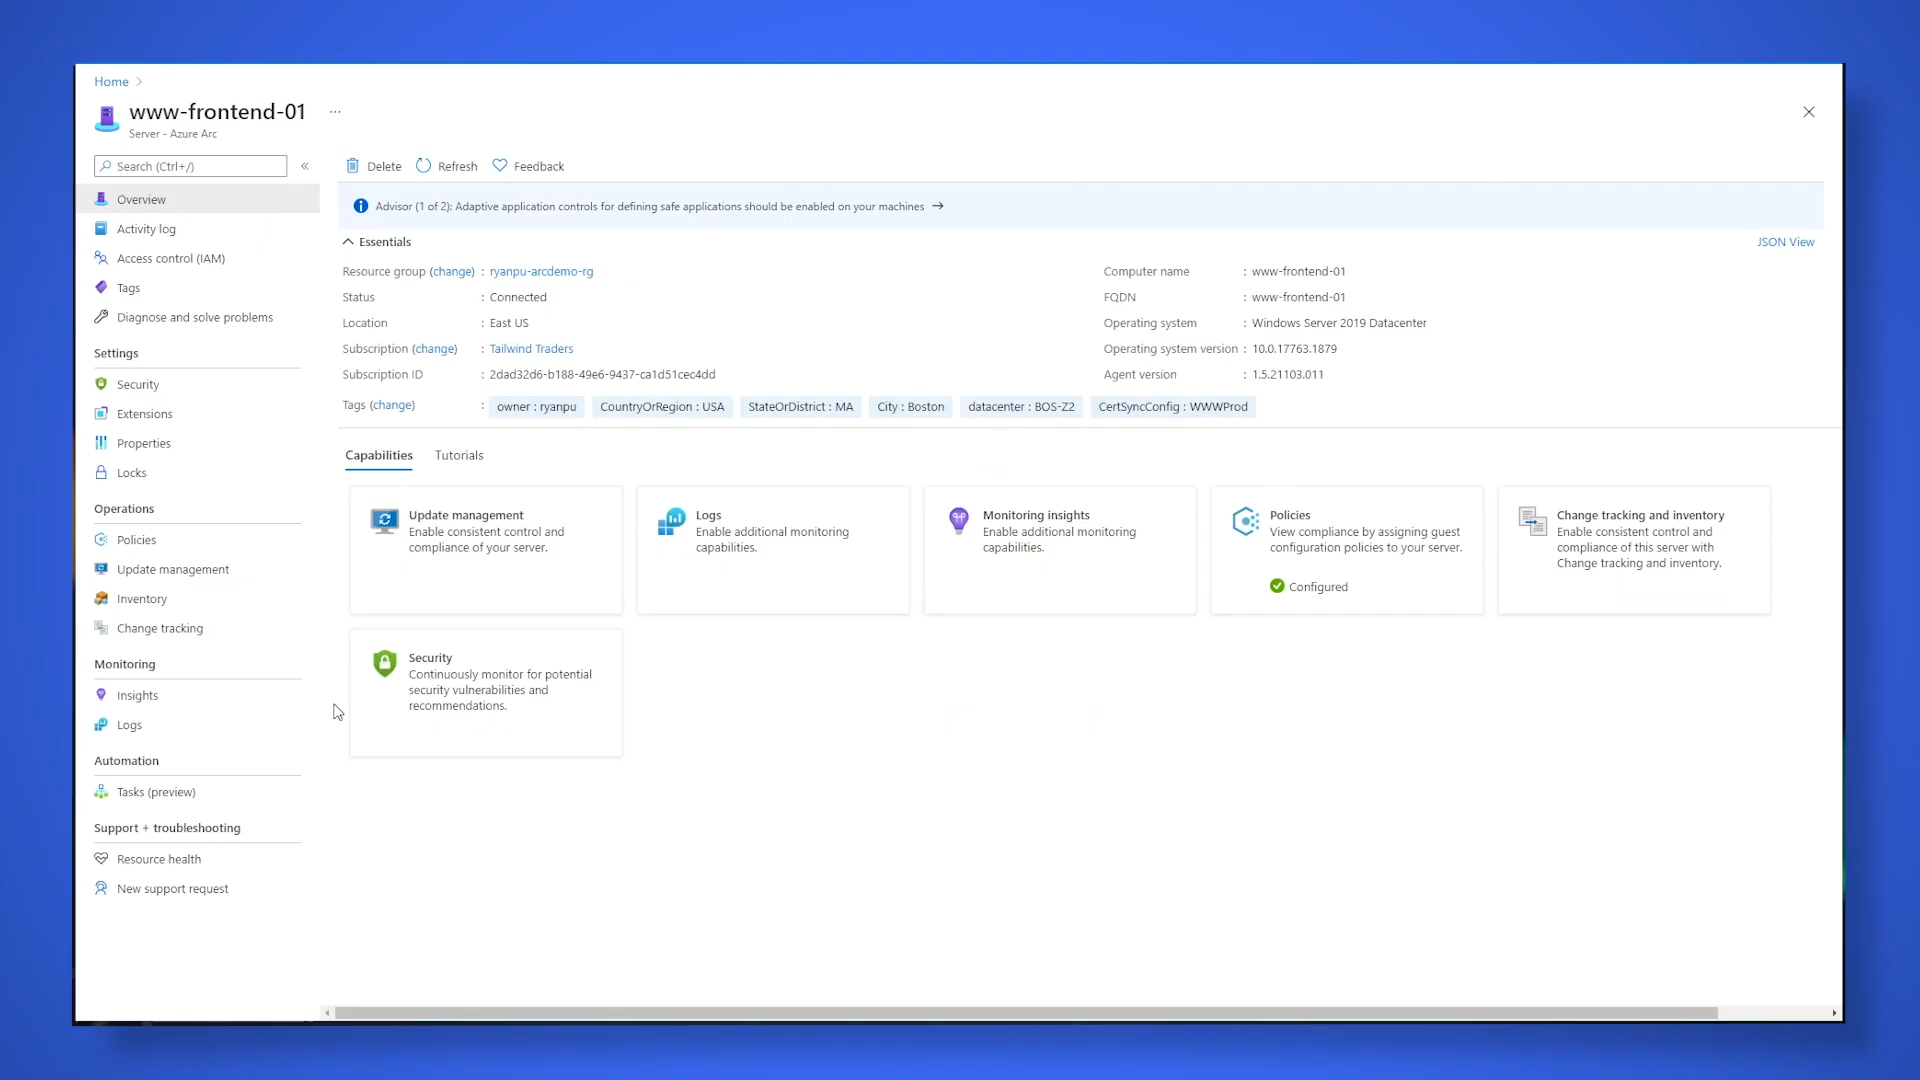 Home
www-frontend-01 ...
Server - Azure Arc
Search (Ctrl+/)
«
Overview
Activity log
Access control (IAM)
Tags
Diagnose and solve problems
Settings
Security
Extensions
Properties
Locks
Operations
Policies
Update management
Inventory
Change tracking
Monitoring
Insights
Logs
Automation
Tasks (preview)
Support + troubleshooting
Resource health
New support request
Delete Refresh Feedback
Advisor (1 of 2): Adaptive application controls for defining safe applications should be enabled on your machines →
Essentials
JSON View
Resource group (change) : ryanpu-arcdemo-rg
Status : Connected
Location : East US
Subscription (change) : Tailwind Traders
Subscription ID : 2dad32d6-b188-49e6-9437-ca1d51cec4dd
Computer name : www-frontend-01
FQDN : www-frontend-01
Operating system : Windows Server 2019 Datacenter
Operating system version : 10.0.17763.1879
Agent version : 1.5.21103.011
Tags (change) : owner : ryanpu CountryOrRegion : USA StateOrDistrict : MA City : Boston datacenter : BOS-Z2 CertSyncConfig : WWWProd
Capabilities Tutorials
Update management
Enable consistent control and
compliance of your server.
Logs
Enable additional monitoring
capabilities.
Monitoring insights
Enable additional monitoring
capabilities.
Policies
View compliance by assigning guest
configuration policies to your server.
Configured
Change tracking and inventory
Enable consistent control and
compliance of this server with
Change tracking and inventory.
Security
Continuously monitor for potential
security vulnerabilities and
recommendations.